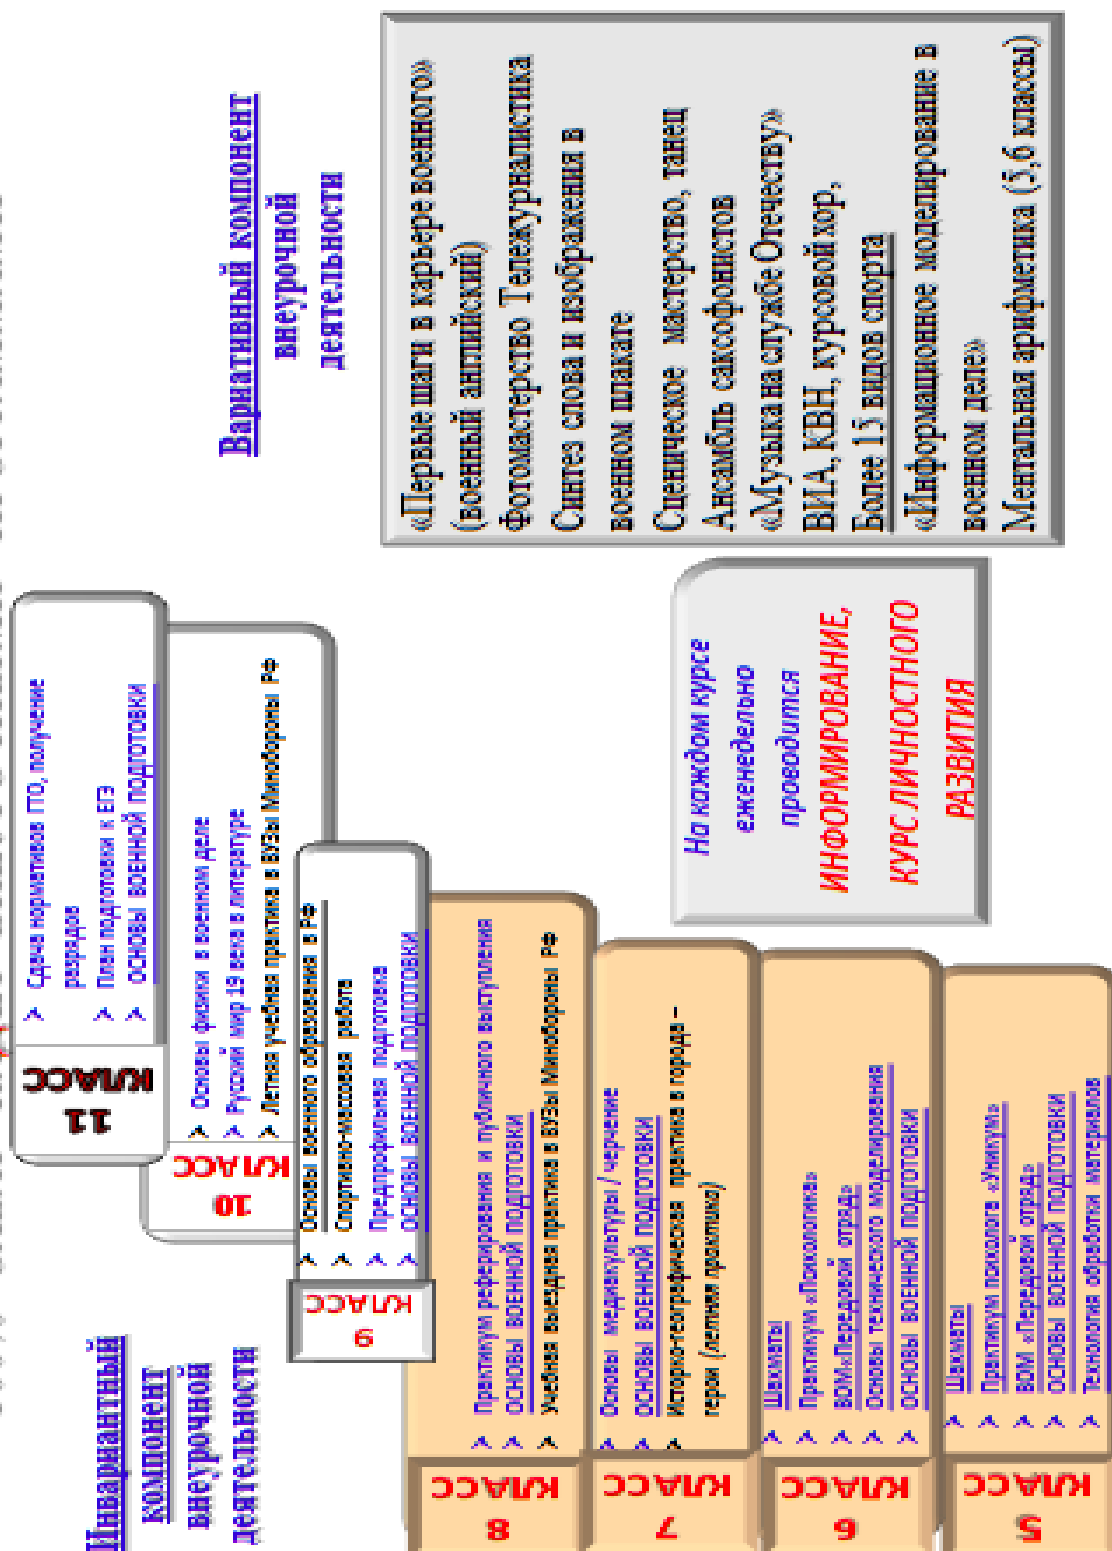 Инвариантный
компонент
внеурочной
деятельности
11
КЛАСС
Сдача нормативов ГТО, получение
разрядов
План подготовки к ЕГЭ
ОСНОВЫ ВОЕННОЙ ПОДГОТОВКИ
10
КЛАСС
Основы физики в военном деле
Русский мир 19 века в литературе
Летняя учебная практика в ВУЗы Минобороны РФ
9
КЛАСС
Основы военного образования в РФ
Спортивно-массовая работа
Предпрофильная подготовка
ОСНОВЫ ВОЕННОЙ ПОДГОТОВКИ
8
КЛАСС
Практикум реферирования и публичного выступления
ОСНОВЫ ВОЕННОЙ ПОДГОТОВКИ
Учебная выездная практика в ВУЗы Минобороны РФ
7
КЛАСС
Основы медиакультуры / черчение
ОСНОВЫ ВОЕННОЙ ПОДГОТОВКИ
Историко-географическая практика в города –
герои (летняя практика)
6
КЛАСС
Шахматы
Практикум «Психология»
ВОМ«Передовой отряд»
Основы технического моделирования
ОСНОВЫ ВОЕННОЙ ПОДГОТОВКИ
5
КЛАСС
Шахматы
Практикум психолога «Уникум»
ВОМ «Передовой отряд»
ОСНОВЫ ВОЕННОЙ ПОДГОТОВКИ
Технология обработки материалов
На каждом курсе
еженедельно
проводится
ИНФОРМИРОВАНИЕ,
КУРС ЛИЧНОСТНОГО
РАЗВИТИЯ
Вариативный компонент
внеурочной
деятельности
«Первые шаги в карьере военного»
(военный английский)
Фотомастерство Тележурналистика
Синтез слова и изображения в
военном плакате
Сценическое мастерство, танец
Ансамбль саксофонистов
«Музыка на службе Отечеству»
ВИА, КВН, курсовой хор,
Более 15 видов спорта
«Информационное моделирование в
военном деле»
Ментальная арифметика (5,6 классы)